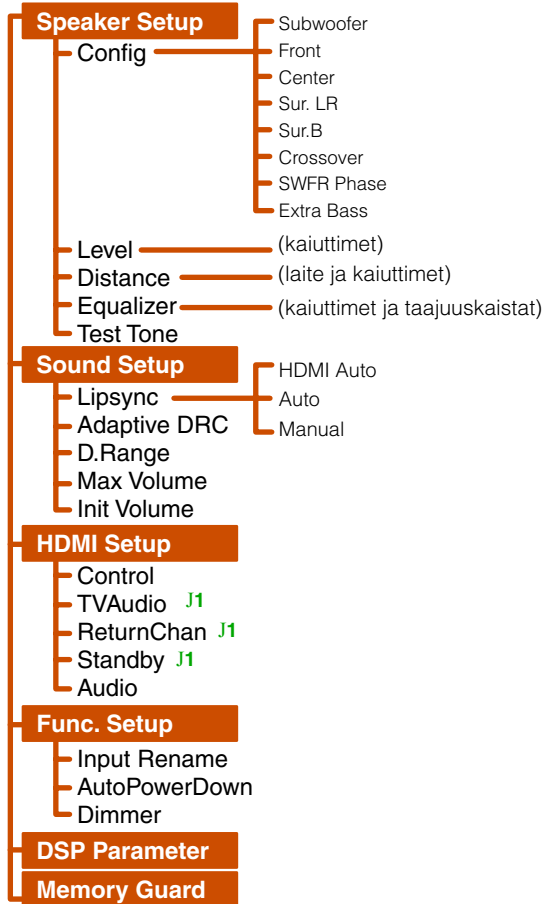 Speaker Setup
Config
Subwoofer
Front
Center
Sur. LR
Sur.B
Crossover
SWFR Phase
Extra Bass
Level
(kaiuttimet)
Distance
(laite ja kaiuttimet)
Equalizer
(kaiuttimet ja taajuuskaistat)
Test Tone
Sound Setup
Lipsync
HDMI Auto
Auto
Manual
Adaptive DRC
D.Range
Max Volume
Init Volume
HDMI Setup
Control
TVAudio J1
ReturnChan J1
Standby J1
Audio
Func. Setup
Input Rename
AutoPowerDown
Dimmer
DSP Parameter
Memory Guard